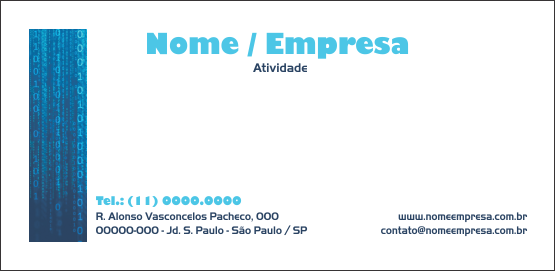 Nome / Empresa
Atividade
Tel.: (11) 0000.0000
R. Alonso Vasconcelos Pacheco, 000
00000-000 - Jd. S. Paulo - São Paulo / SP
www.nomeempresa.com.br
contato@nomeempresa.com.br